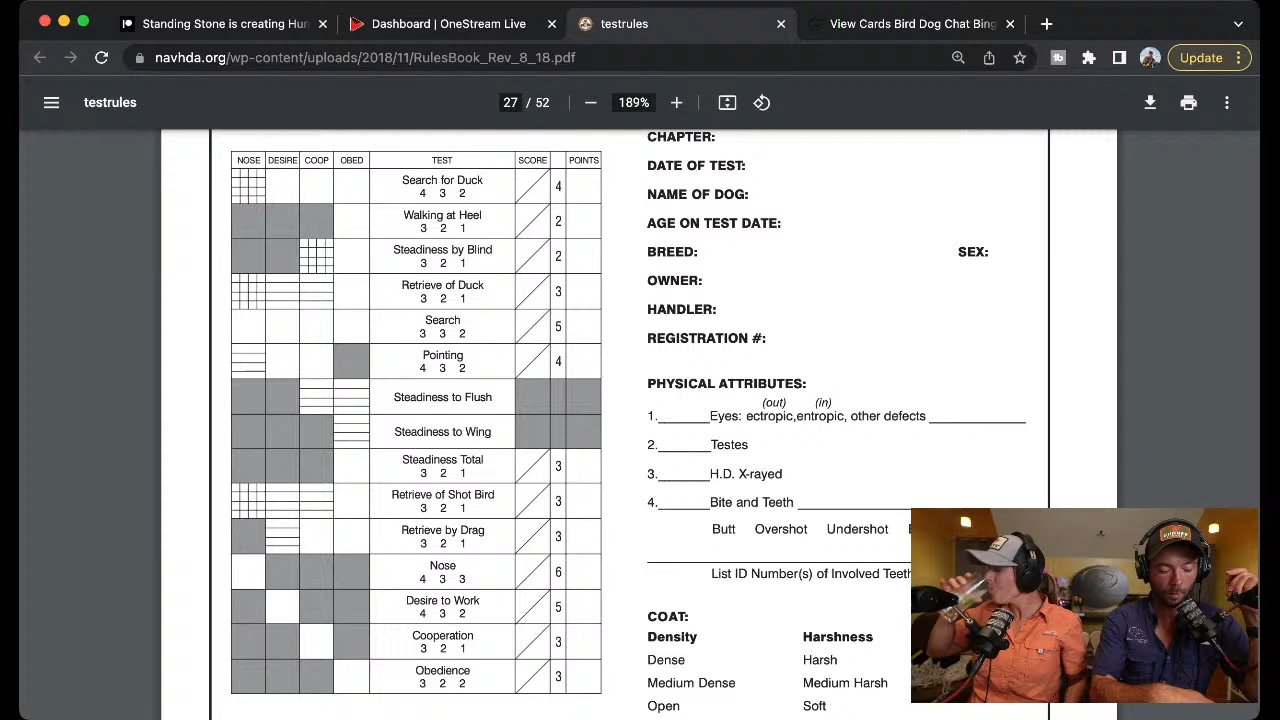 Standing Stone is creating Hun
Dashboard | OneStream Live
testrules
View Cards Bird Dog Chat Bing
navhda.org/wp-content/uploads/2018/11/RulesBook_Rev_8_18.pdf
Update
testrules
27 / 52
189%
NOSE DESIRE COOP OBED TEST SCORE POINTS
Search for Duck
4 3 2
4
Walking at Heel
3 2 1
2
Steadiness by Blind
3 2 1
2
Retrieve of Duck
3 2 1
3
Search
3 3 2
5
Pointing
4 3 2
4
Steadiness to Flush
Steadiness to Wing
Steadiness Total
3 2 1
3
Retrieve of Shot Bird
3 2 1
3
Retrieve by Drag
3 2 1
3
Nose
4 3 3
6
Desire to Work
4 3 2
5
Cooperation
3 2 1
3
Obedience
3 2 2
3
CHAPTER:
DATE OF TEST:
NAME OF DOG:
AGE ON TEST DATE:
BREED: SEX:
OWNER:
HANDLER:
REGISTRATION #:
PHYSICAL ATTRIBUTES:
(out) (in)
1.______Eyes: ectropic,entropic, other defects ____________
2.______Testes
3.______H.D. X-rayed
4.______Bite and Teeth ____________
Butt Overshot Undershot
List ID Number(s) of Involved Teeth
COAT:
Density Harshness
Dense Harsh
Medium Dense Medium Harsh
Open Soft